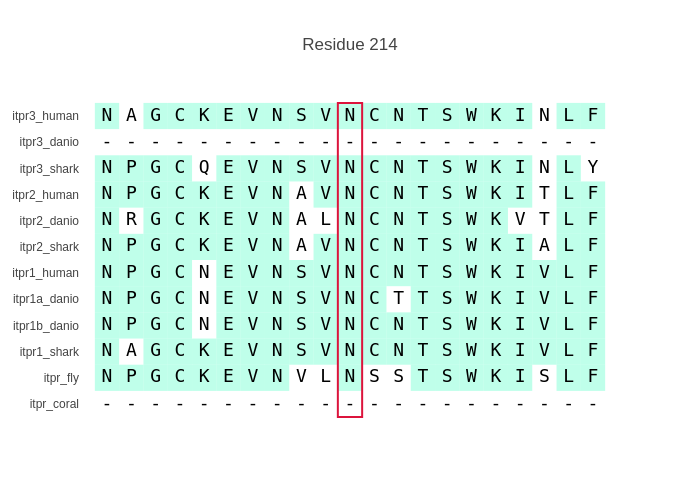 Residue 214
itpr3_human N A G C K E V N S V N C N T S W K I N L F
itpr3_danio - - - - - - - - - - - - - - - - - - - - -
itpr3_shark N P G C Q E V N S V N C N T S W K I N L Y
itpr2_human N P G C K E V N A V N C N T S W K I T L F
itpr2_danio N R G C K E V N A L N C N T S W K V T L F
itpr2_shark N P G C K E V N A V N C N T S W K I A L F
itpr1_human N P G C N E V N S V N C N T S W K I V L F
itpr1a_danio N P G C N E V N S V N C T T S W K I V L F
itpr1b_danio N P G C N E V N S V N C N T S W K I V L F
itpr1_shark N A G C K E V N S V N C N T S W K I V L F
itpr_fly N P G C K E V N V L N S S T S W K I S L F
itpr_coral - - - - - - - - - - - - - - - - - - - - -